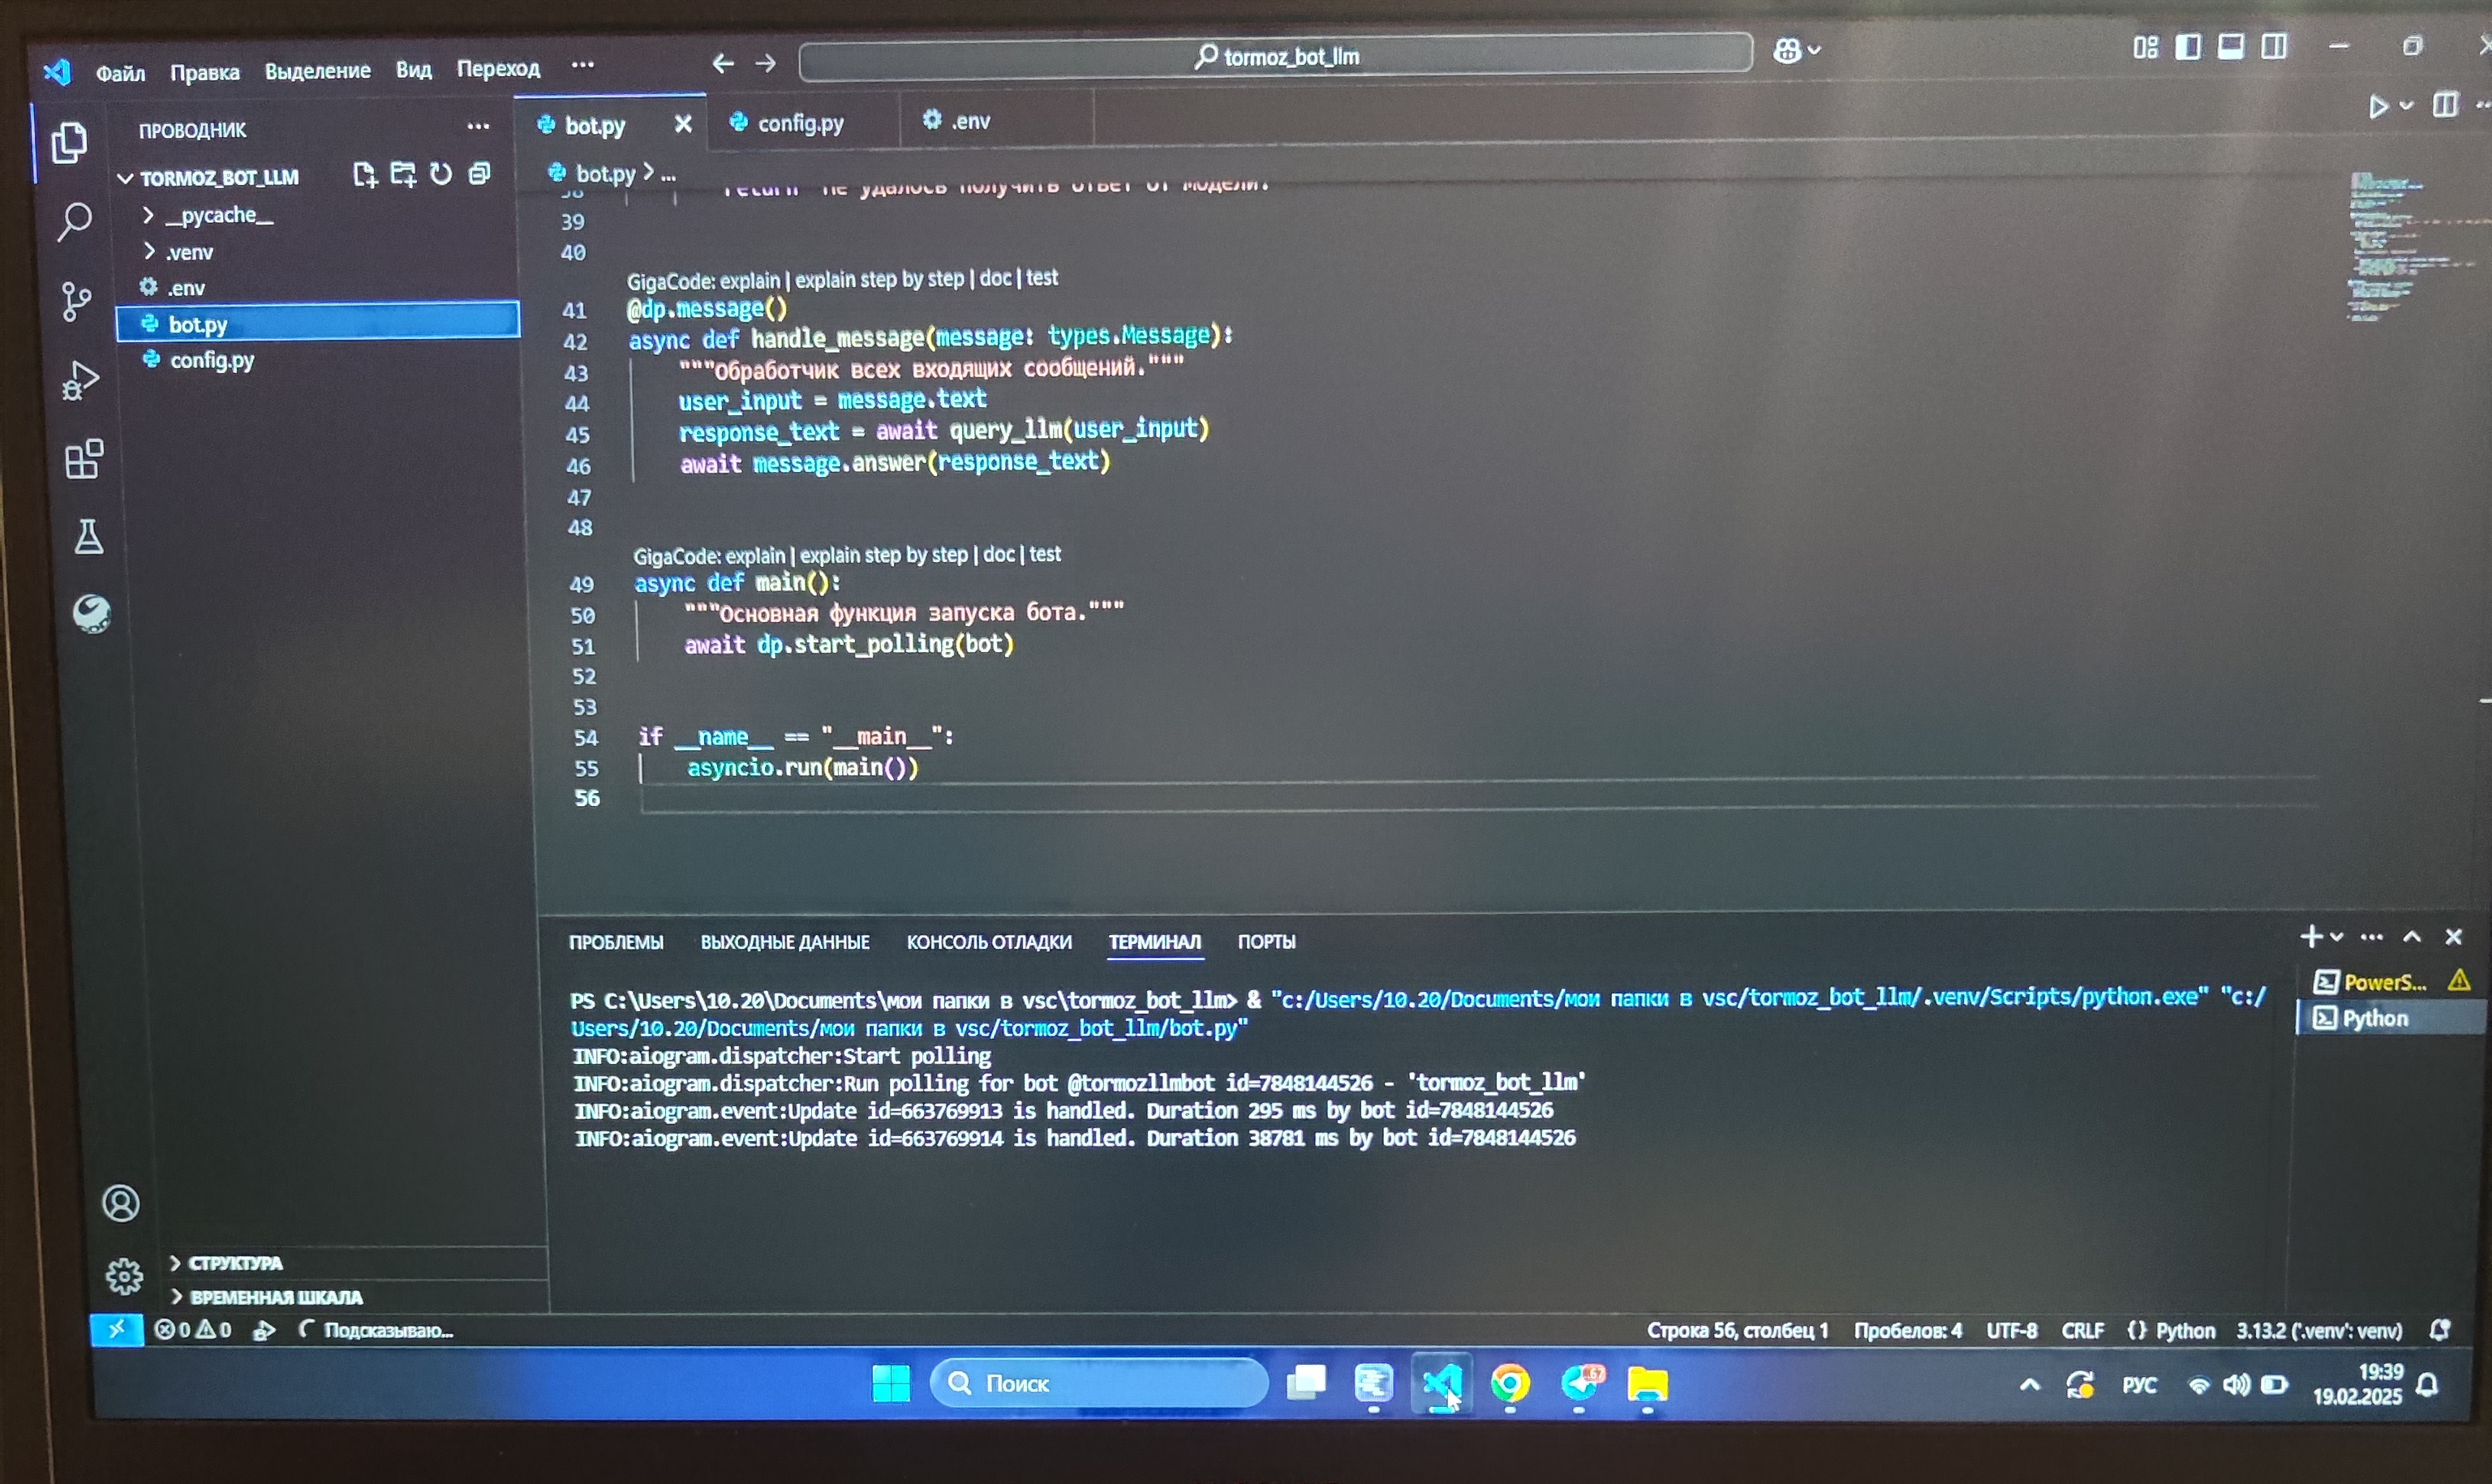 Файл Правка Выделение Вид Переход ... tormoz_bot_llm
ПРОВОДНИК ...
TORMOZ_BOT_LLM
__pycache__
.venv
.env
bot.py
config.py
СТРУКТУРА
ВРЕМЕННАЯ ШКАЛА
bot.py config.py .env
bot.py > ...
38 return "Не удалось получить ответ от модели.
39
40
GigaCode: explain | explain step by step | doc | test
41 @dp.message()
42 async def handle_message(message: types.Message):
43 """Обработчик всех входящих сообщений."""
44 user_input = message.text
45 response_text = await query_llm(user_input)
46 await message.answer(response_text)
47
48
GigaCode: explain | explain step by step | doc | test
49 async def main():
50 """Основная функция запуска бота."""
51 await dp.start_polling(bot)
52
53
54 if __name__ == "__main__":
55 asyncio.run(main())
56
ПРОБЛЕМЫ ВЫХОДНЫЕ ДАННЫЕ КОНСОЛЬ ОТЛАДКИ ТЕРМИНАЛ ПОРТЫ
PS C:\Users\10.20\Documents\мои папки в vsc\tormoz_bot_llm> & "c:/Users/10.20/Documents/мои папки в vsc/tormoz_bot_llm/.venv/Scripts/python.exe" "c:/
Users/10.20/Documents/мои папки в vsc/tormoz_bot_llm/bot.py"
INFO:aiogram.dispatcher:Start polling
INFO:aiogram.dispatcher:Run polling for bot @tormozllmbot id=7848144526 - 'tormoz_bot_llm'
INFO:aiogram.event:Update id=663769913 is handled. Duration 295 ms by bot id=7848144526
INFO:aiogram.event:Update id=663769914 is handled. Duration 38781 ms by bot id=7848144526
PowerS...
Python
0 0 Подсказываю... Строка 56, столбец 1 Пробелов: 4 UTF-8 CRLF {} Python 3.13.2 ('.venv': venv)
Поиск РУС 19:39
19.02.2025